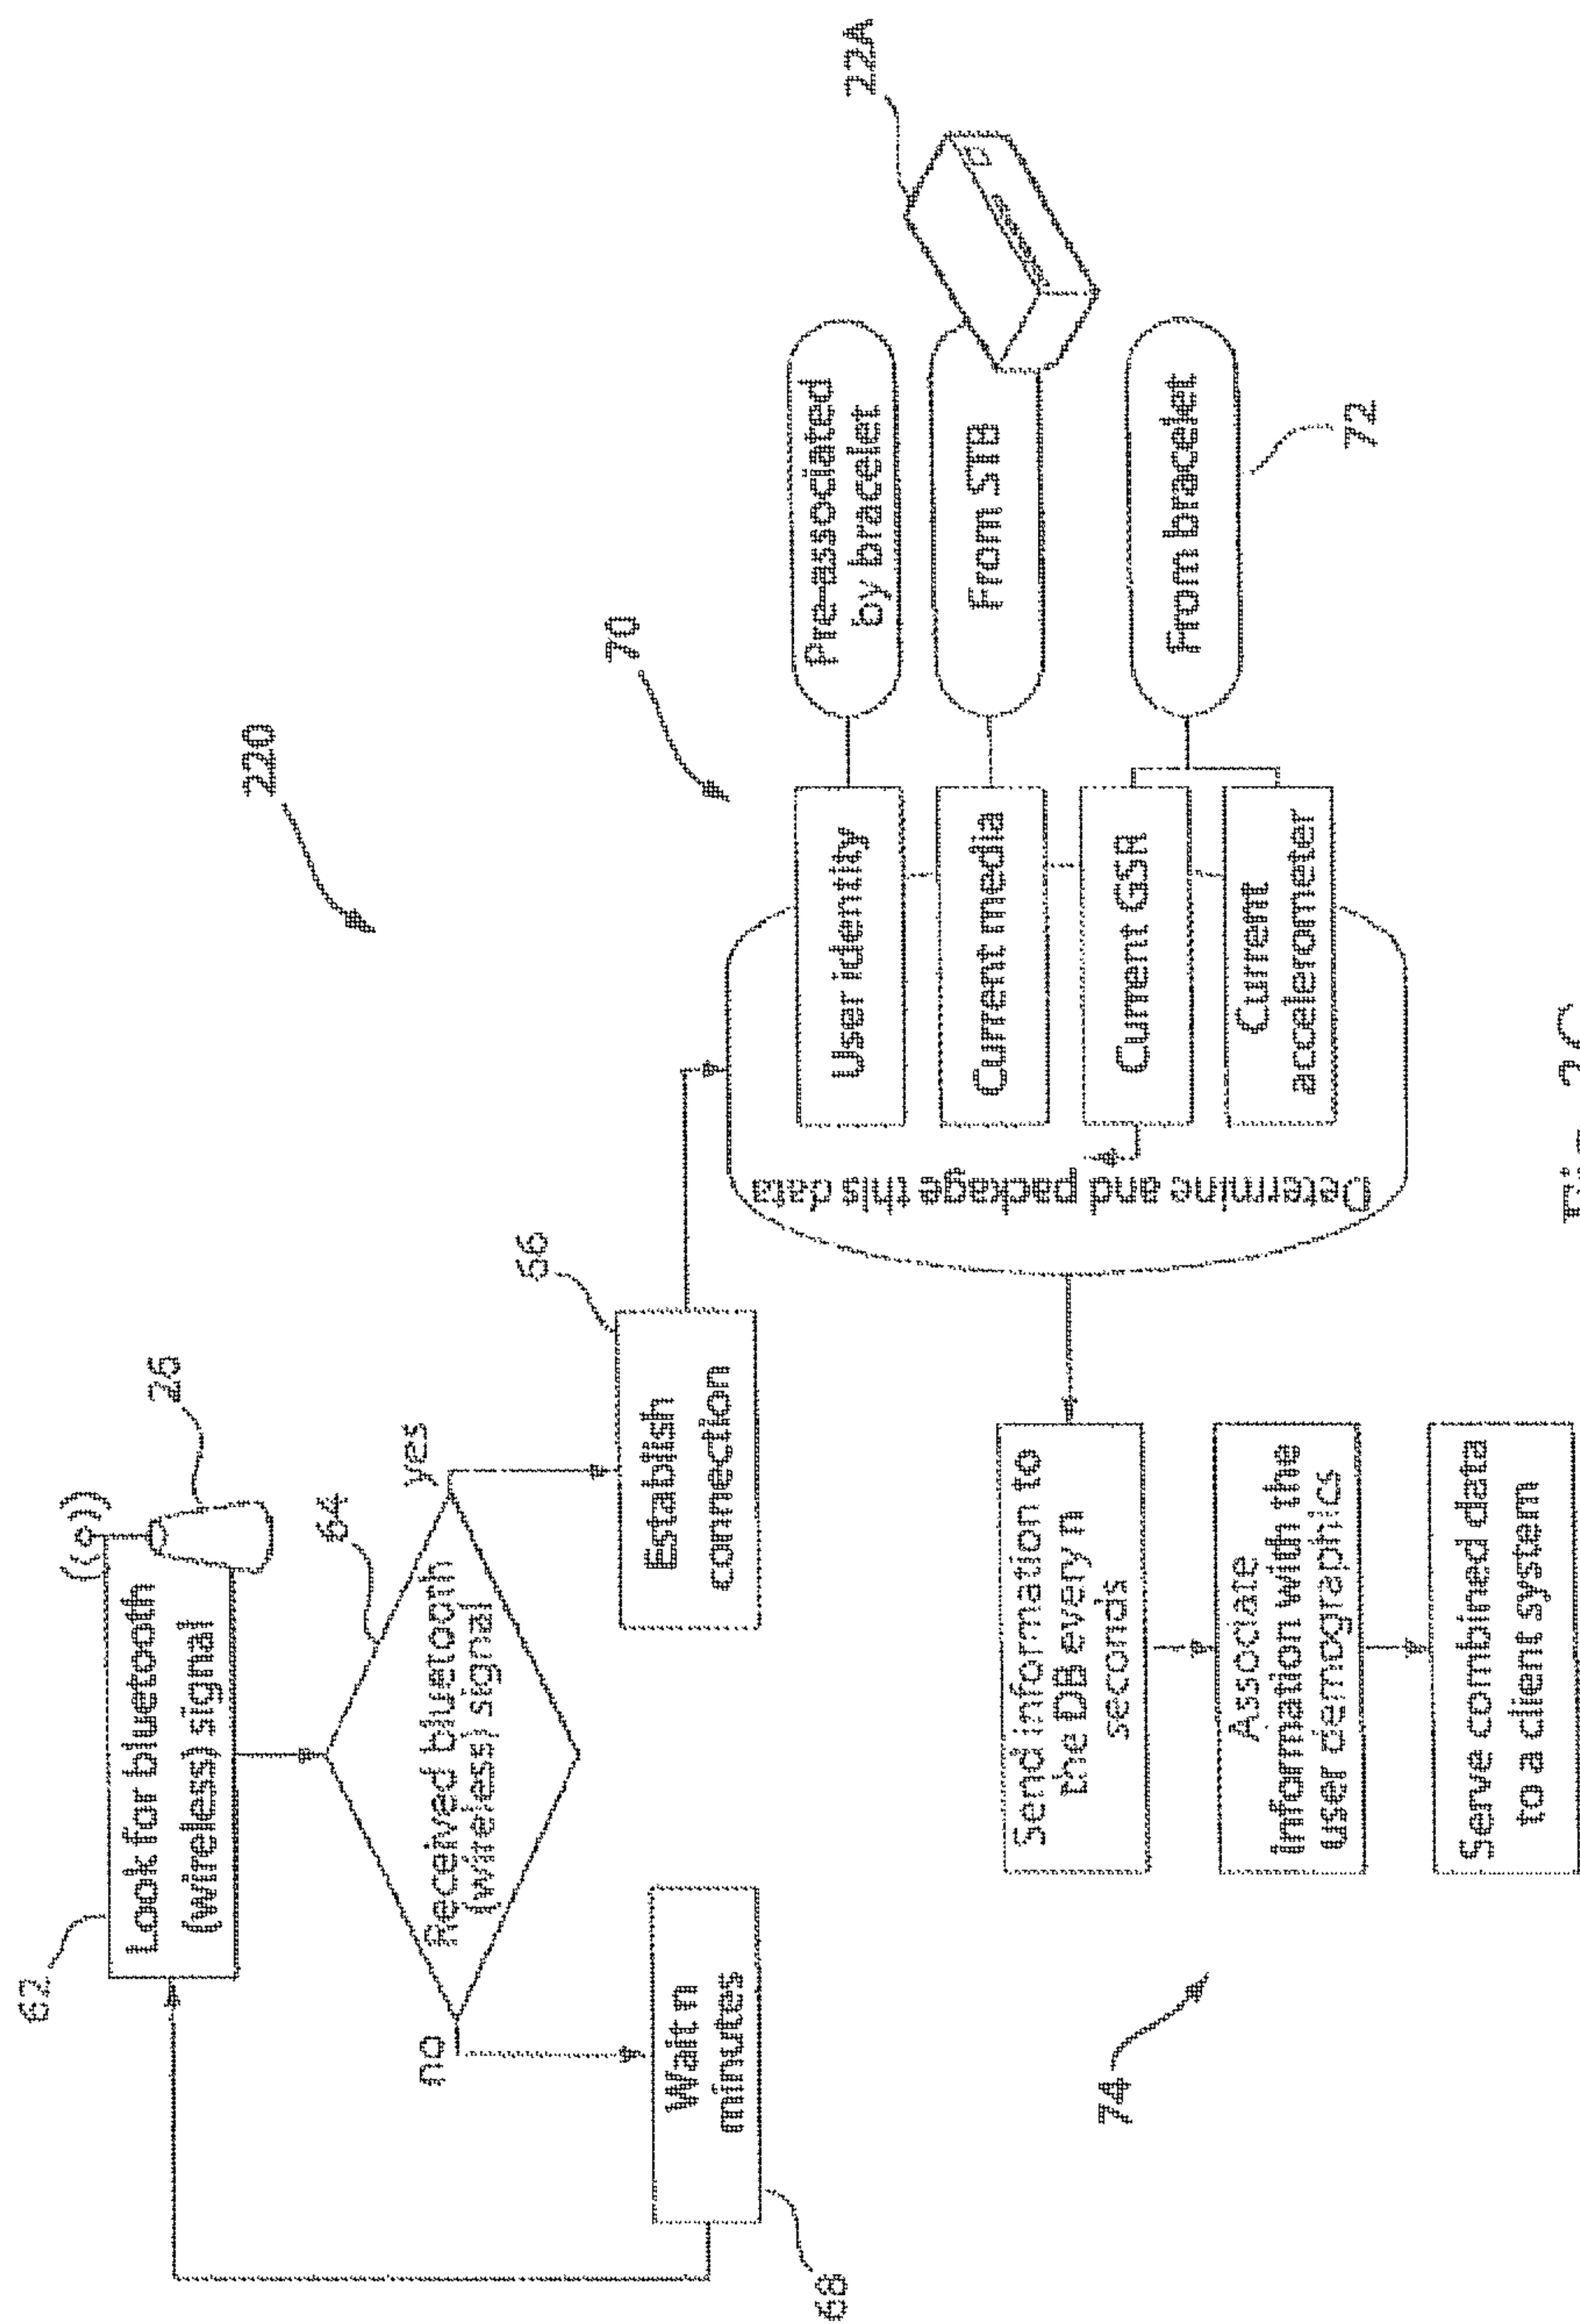 220
62
Look for bluetooth
(wireless) signal
26
64
Received bluetooth
(wireless) signal
no
yes
Wait n
minutes
68
Establish
connection
66
70
Determine and package this data
User identity
Current media
Current GSR
Current
accelerometer
Pre-associated
by bracelet
From STB
From bracelet
22A
72
Send information to
the DB every n
seconds
Associate
information with the
user demographics
Serve combined data
to a client system
74